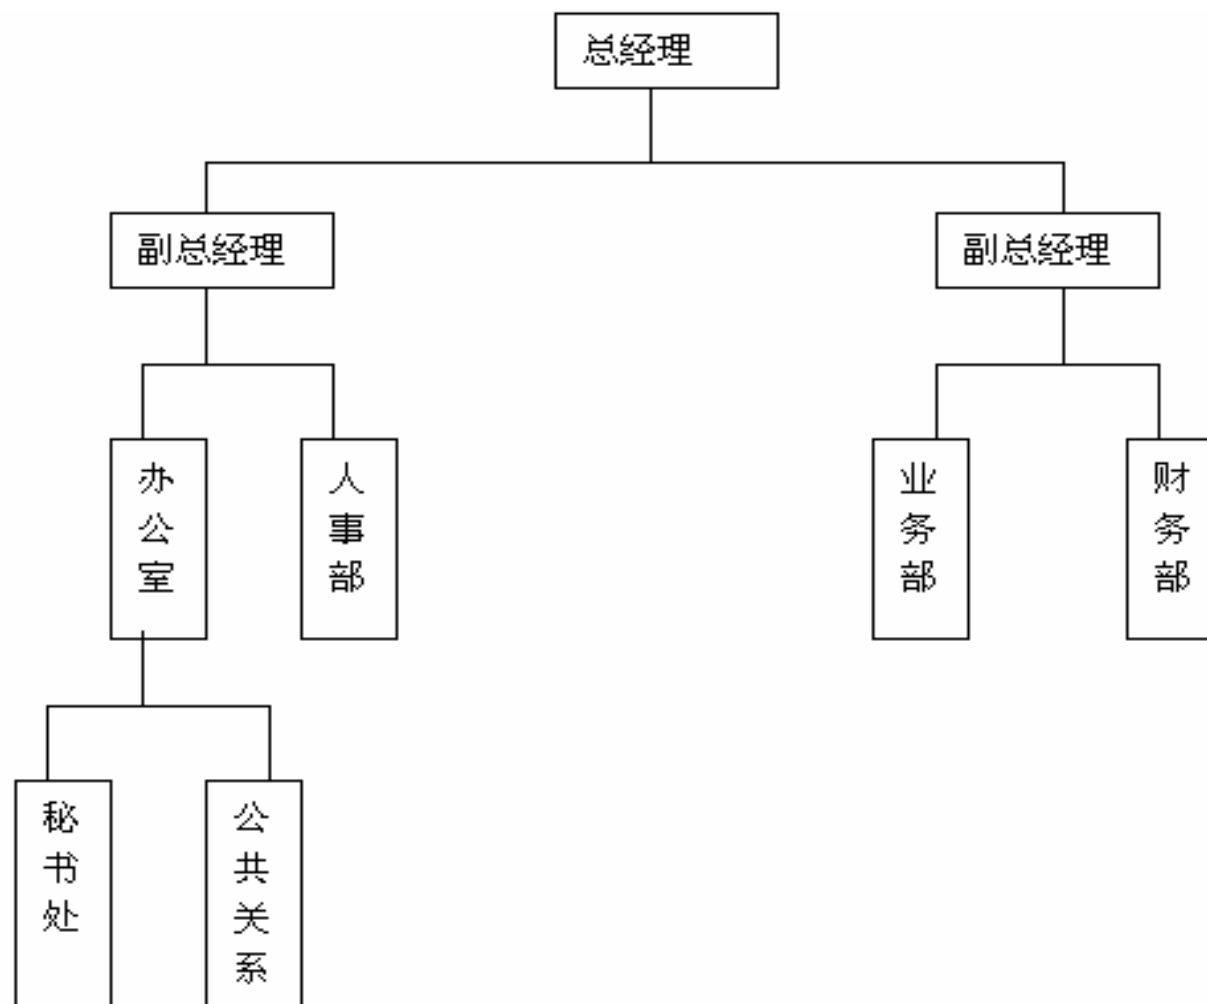 总经理
副总经理
副总经理
办公室
人事部
业务部
财务部
秘书处
公共关系